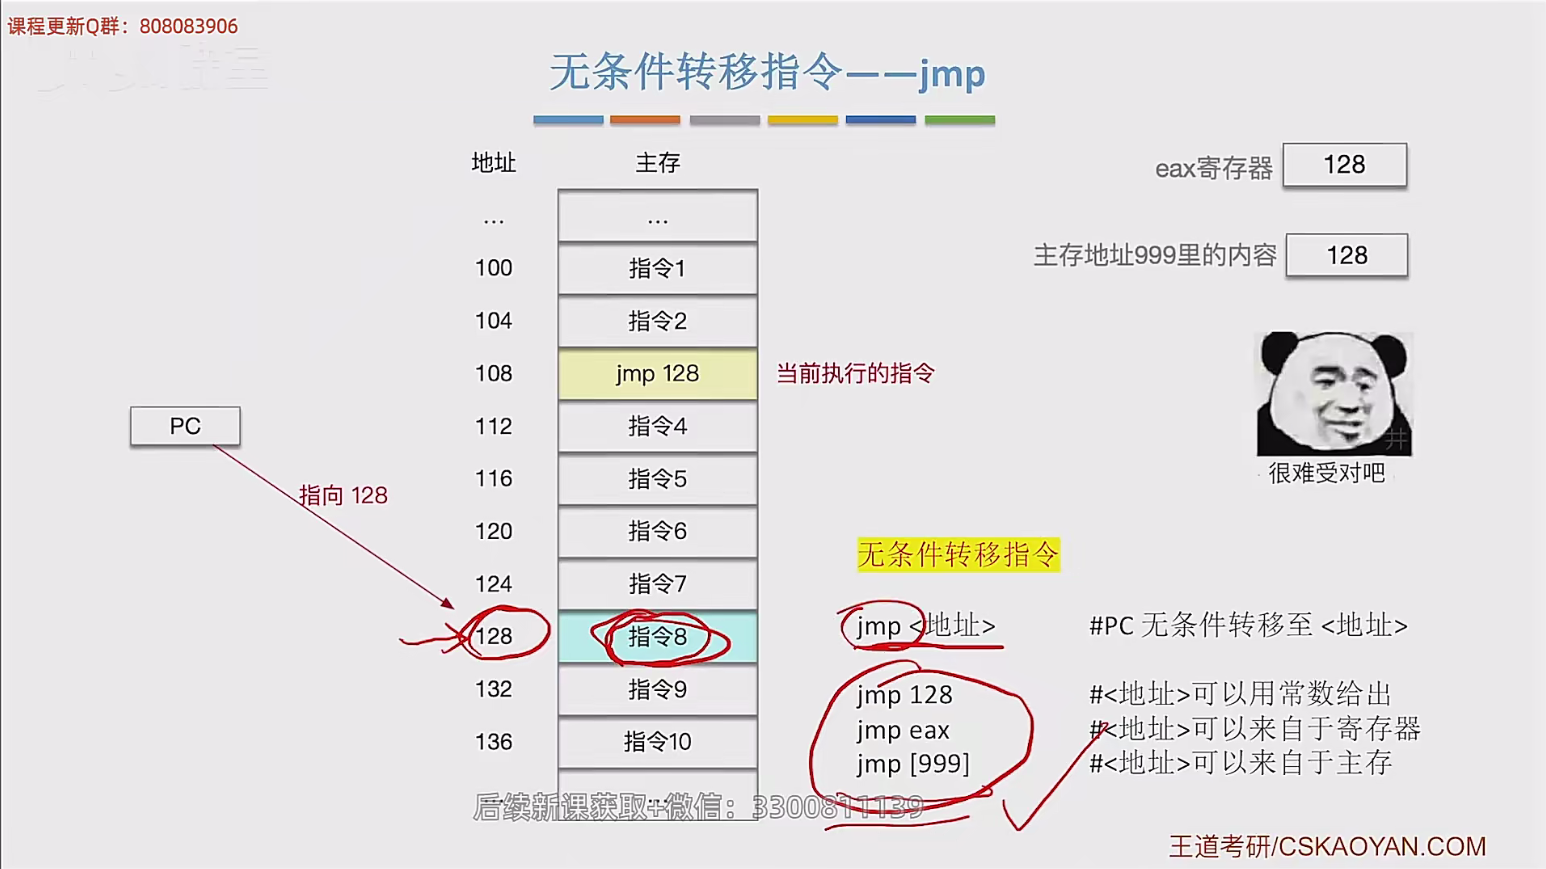 课程更新Q群：808083906
无条件转移指令——jmp
地址 主存
... ...
100 指令1
104 指令2
108 jmp 128 当前执行的指令
112 指令4
116 指令5
120 指令6
124 指令7
128 指令8
132 指令9
136 指令10
... ...
PC
指向 128
eax寄存器 128
主存地址999里的内容 128
井
很难受对吧
无条件转移指令
jmp <地址> #PC 无条件转移至 <地址>
jmp 128 #<地址>可以用常数给出
jmp eax #<地址>可以来自于寄存器
jmp [999] #<地址>可以来自于主存
后续新课获取+微信：3300811139
王道考研/CSKAOYAN.COM